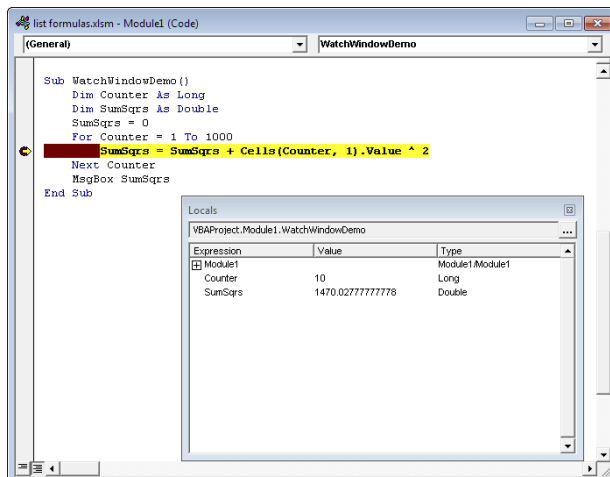 list formulas.xlsm - Module1 (Code)
(General) WatchWindowDemo
Sub WatchWindowDemo()
Dim Counter As Long
Dim SumSqrs As Double
SumSqrs = 0
For Counter = 1 To 1000
SumSqrs = SumSqrs + Cells(Counter, 1).Value ^ 2
Next Counter
MsgBox SumSqrs
End Sub
Locals
VBAProject.Module1.WatchWindowDemo ...
Expression Value Type
Module1 Module1/Module1
Counter 10 Long
SumSqrs 1470.02777777778 Double